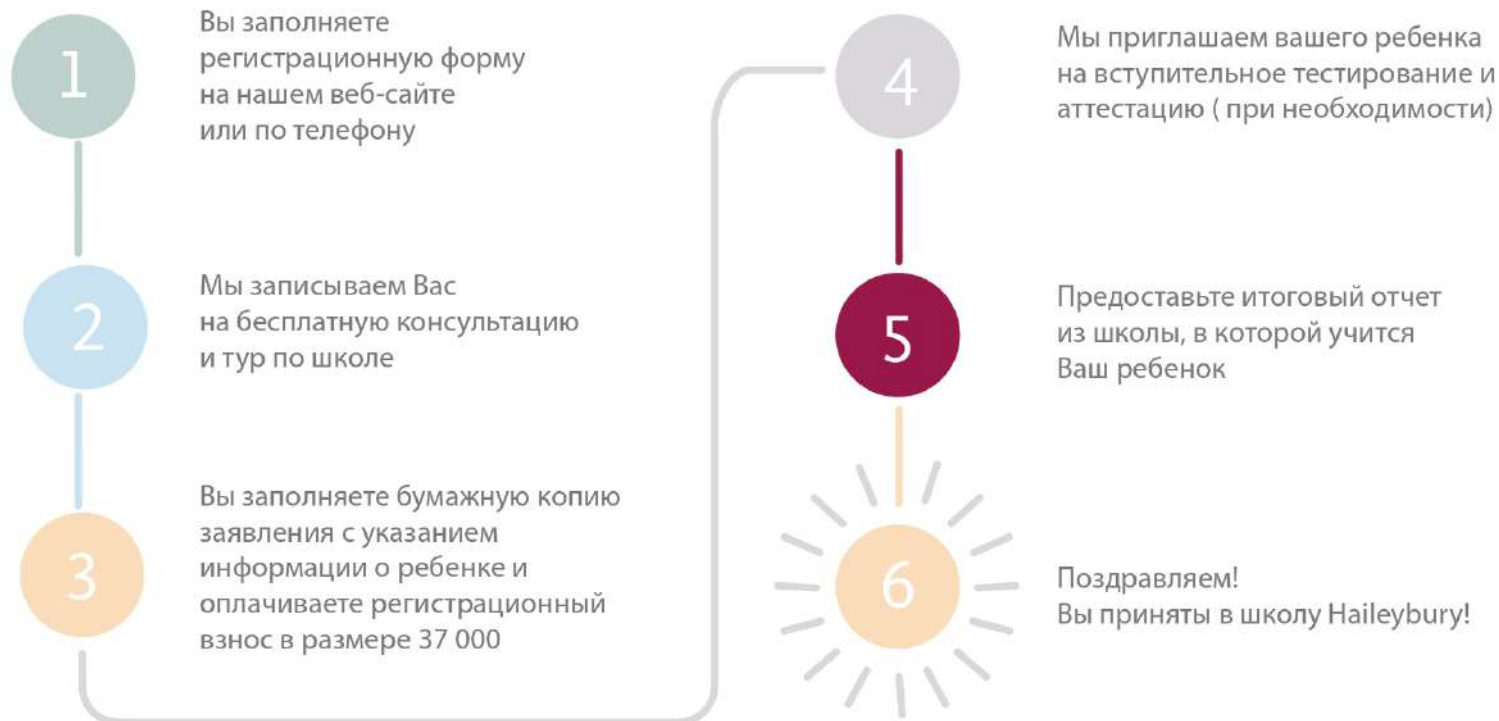 1
Вы заполняете
регистрационную форму
на нашем веб-сайте
или по телефону
2
Мы записываем Вас
на бесплатную консультацию
и тур по школе
3
Вы заполняете бумажную копию
заявления с указанием
информации о ребенке и
оплачиваете регистрационный
взнос в размере 37 000
4
Мы приглашаем вашего ребенка
на вступительное тестирование и
аттестацию ( при необходимости)
5
Предоставьте итоговый отчет
из школы, в которой учится
Ваш ребенок
6
Поздравляем!
Вы приняты в школу Haileybury!